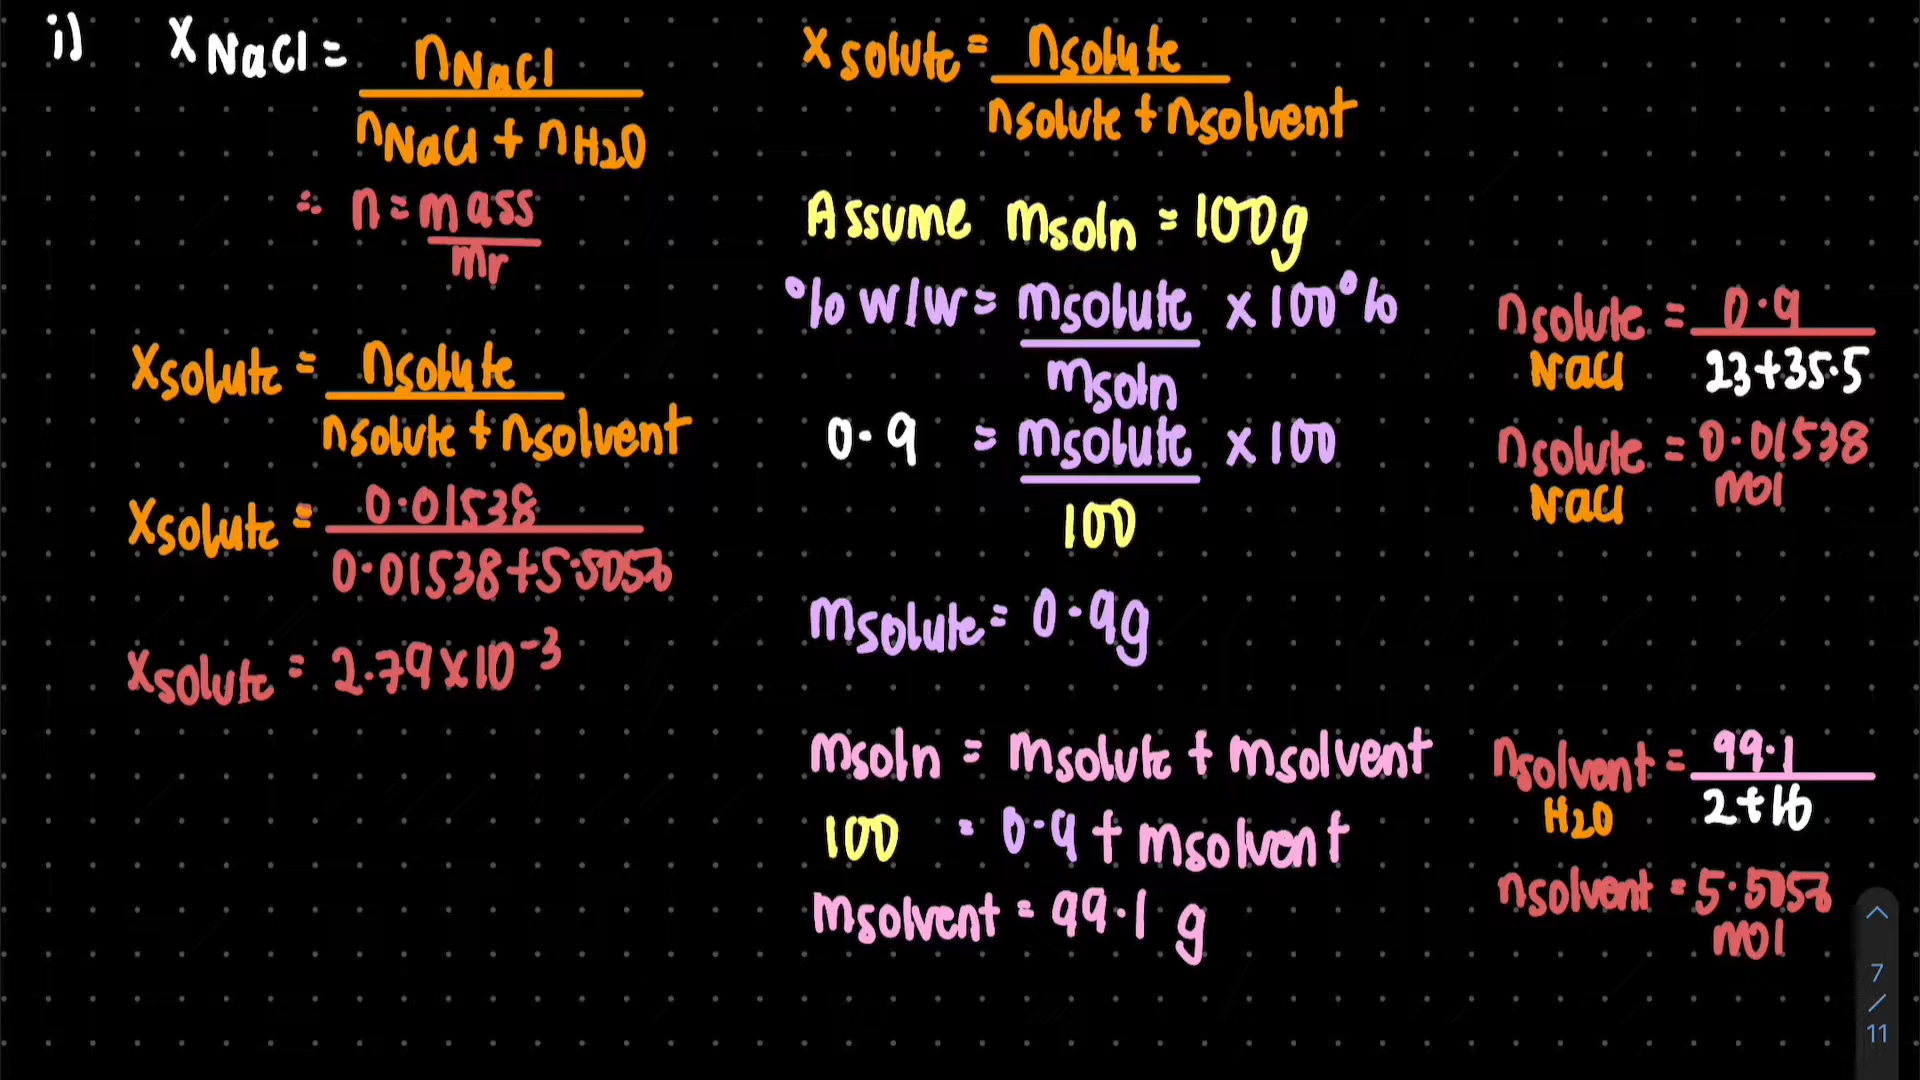 i) x NaCl = nNaCl
nNaCl + nH2O
∴ n = mass
mr
xsolute = nsolute
nsolute + nsolvent
xsolute = 0.01538
0.01538+5.5056
xsolute = 2.79x10-3
xsolute = nsolute
nsolute + nsolvent
Assume msoln = 100g
% w/w = msolute x 100%
msoln
0.9 = msolute x 100
100
msolute = 0.9g
msoln = msolute + msolvent
100 = 0.9 + msolvent
msolvent = 99.1 g
nsolute = 0.9
NaCl 23+35.5
nsolute = 0.01538
NaCl mol
nsolvent = 99.1
H2O 2+16
nsolvent = 5.5056
mol
7
/
11